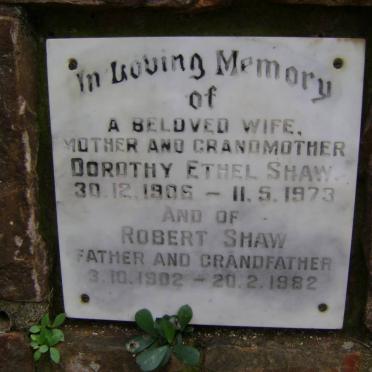 In Loving Memory
of
A BELOVED WIFE,
MOTHER AND GRANDMOTHER
DOROTHY ETHEL SHAW.
30.12.1906 – 11.5.1973
AND OF
ROBERT SHAW
FATHER AND GRANDFATHER
3.10.1902 – 20.2.1982